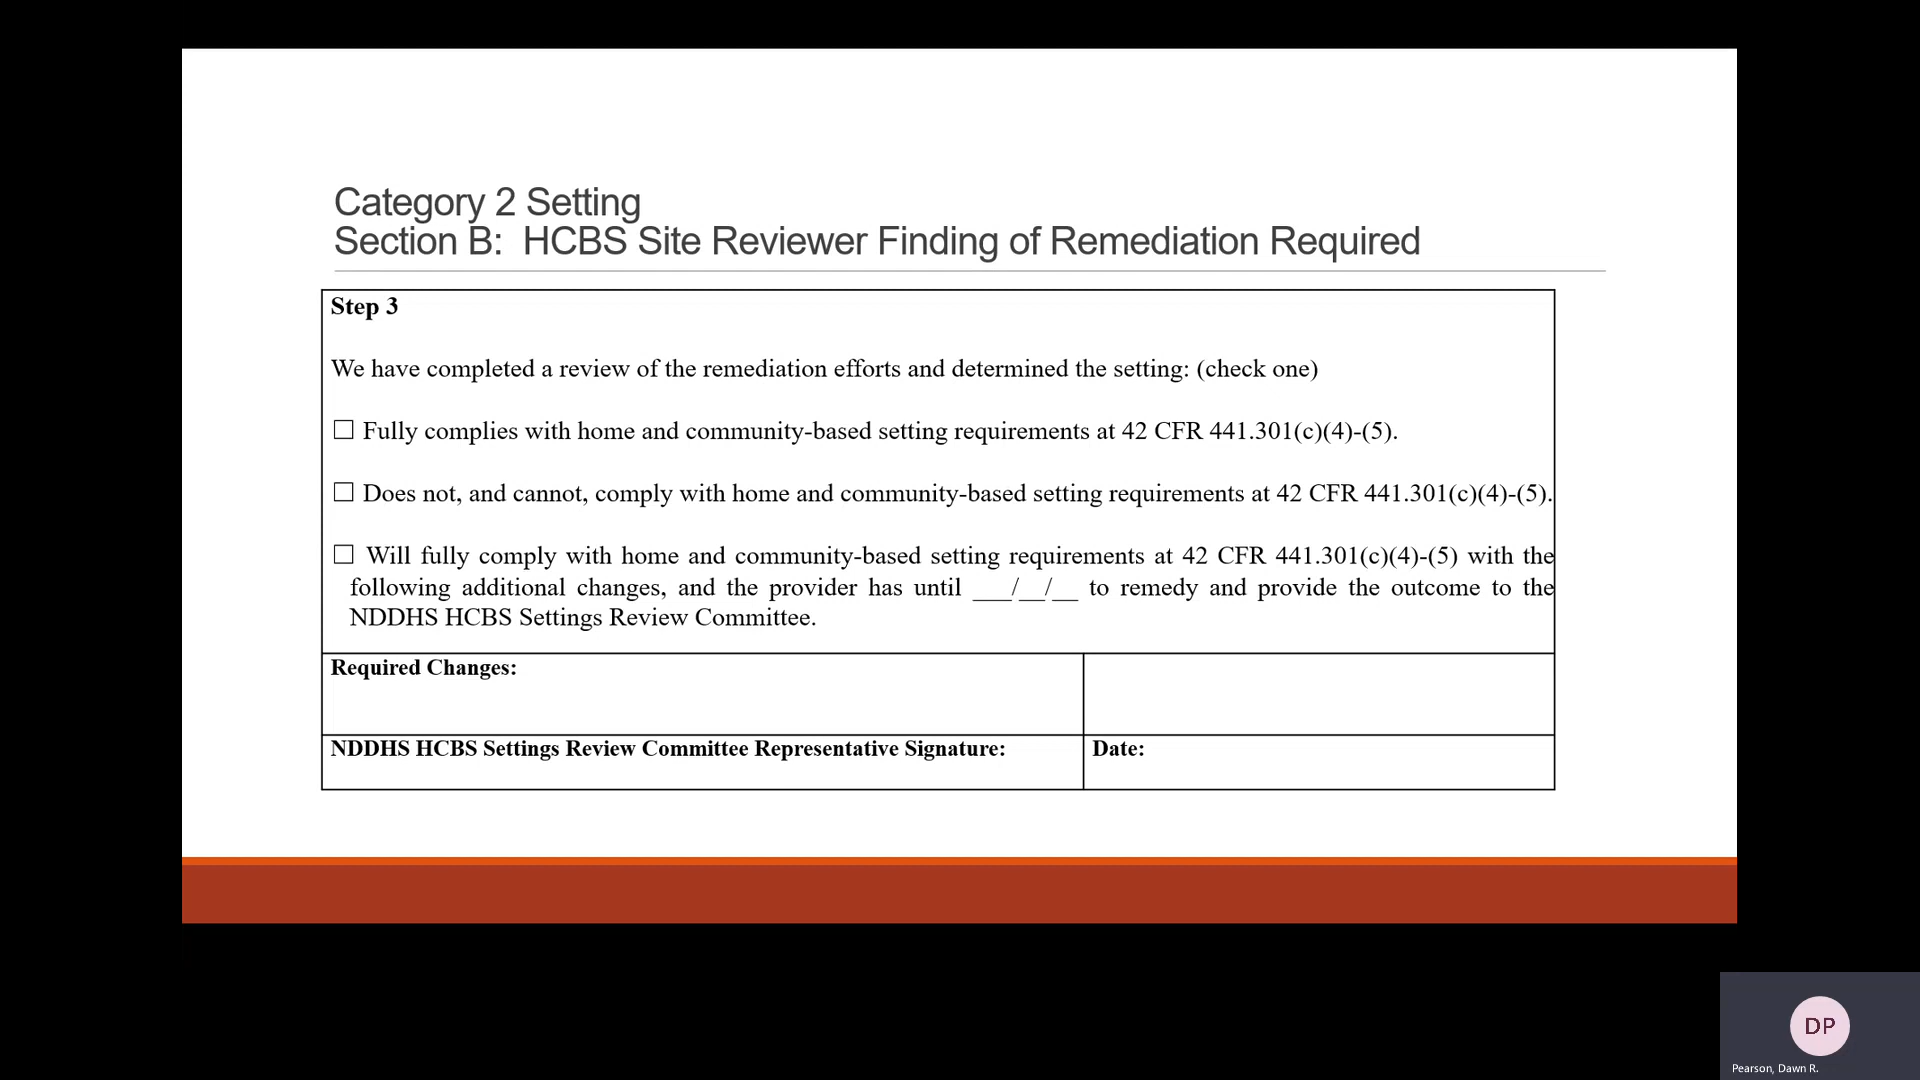 Category 2 Setting
Section B: HCBS Site Reviewer Finding of Remediation Required
Step 3
We have completed a review of the remediation efforts and determined the setting: (check one)
☐ Fully complies with home and community-based setting requirements at 42 CFR 441.301(c)(4)-(5).
☐ Does not, and cannot, comply with home and community-based setting requirements at 42 CFR 441.301(c)(4)-(5).
☐ Will fully comply with home and community-based setting requirements at 42 CFR 441.301(c)(4)-(5) with the
following additional changes, and the provider has until ___/__/__ to remedy and provide the outcome to the
NDDHS HCBS Settings Review Committee.
Required Changes:
NDDHS HCBS Settings Review Committee Representative Signature:
Date:
DP
Pearson, Dawn R.